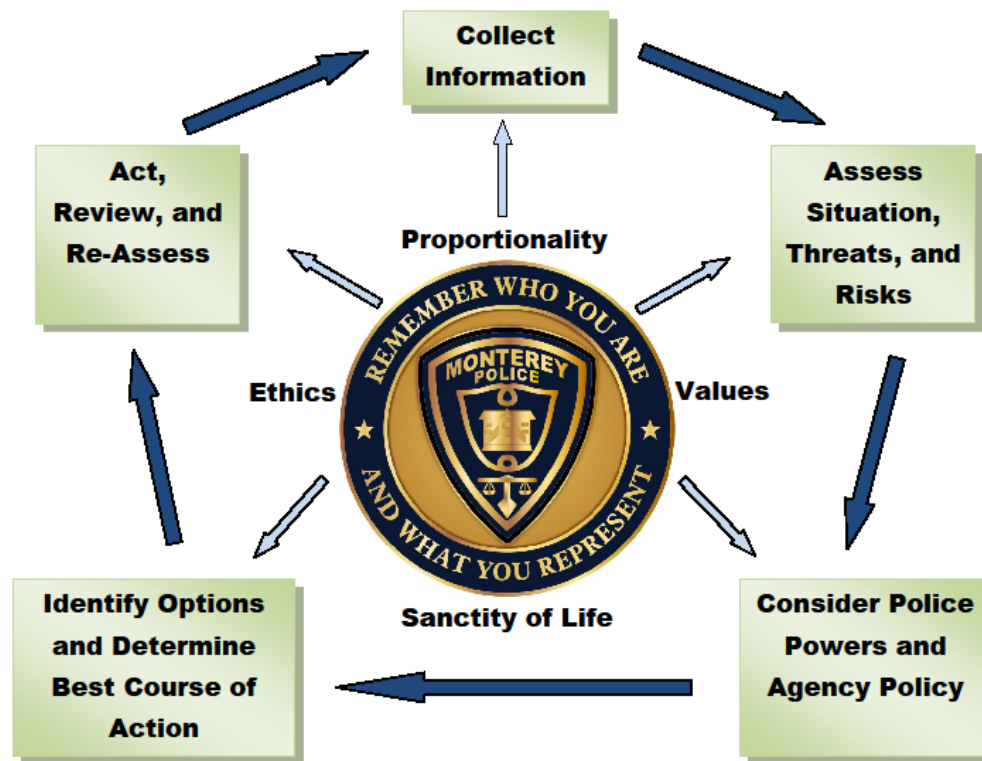 Collect
Information
Act,
Review, and
Re-Assess
Assess
Situation,
Threats, and
Risks
Proportionality
REMEMBER WHO YOU ARE
MONTEREY
POLICE
Ethics
Values
AND WHAT YOU REPRESENT
Sanctity of Life
Identify Options
and Determine
Best Course of
Action
Consider Police
Powers and
Agency Policy